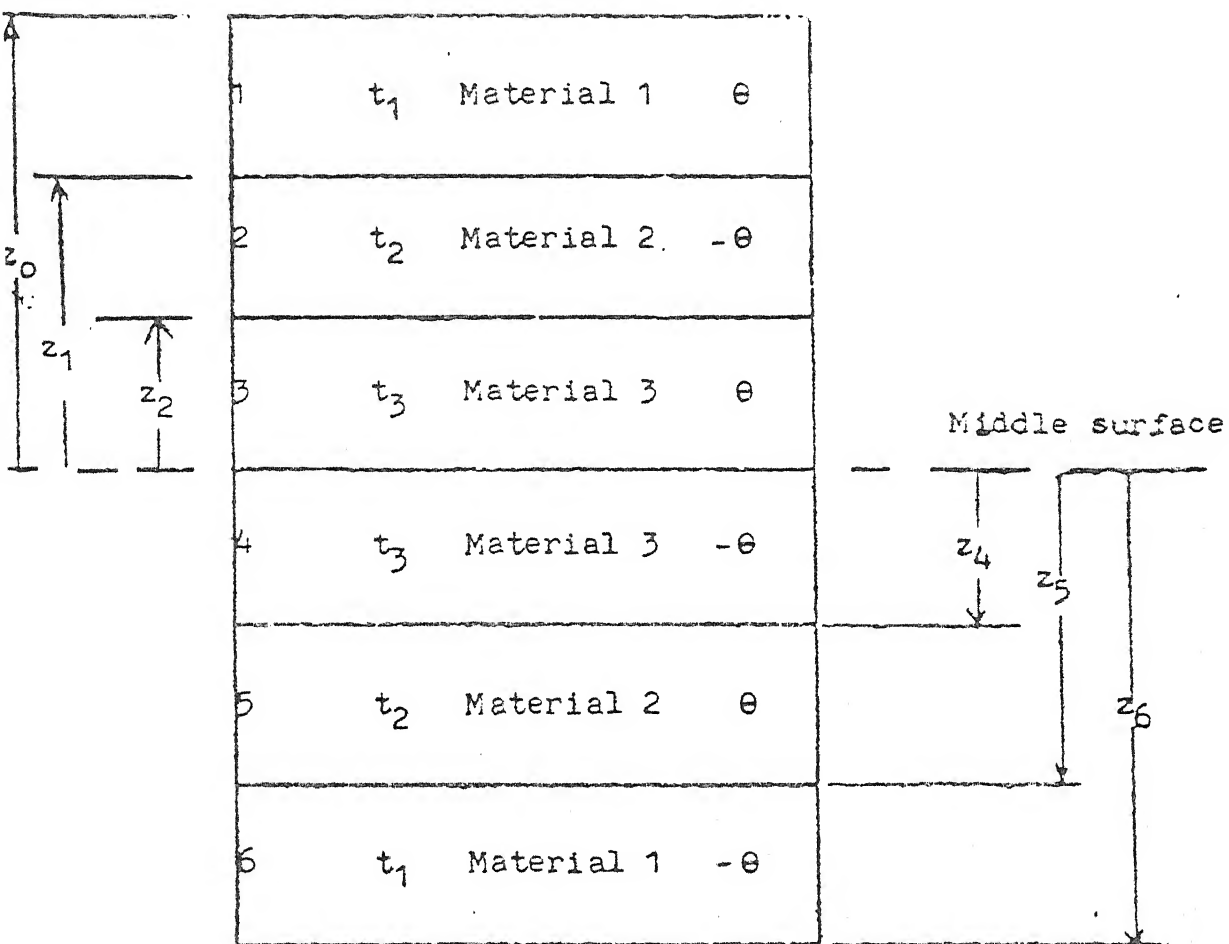 1 t₁ Material 1 θ
2 t₂ Material 2. -θ
z₀
z₁
z₂
3 t₃ Material 3 θ
Middle surface
4 t₃ Material 3 -θ
z₄
z₅
5 t₂ Material 2 θ
z₆
6 t₁ Material 1 -θ